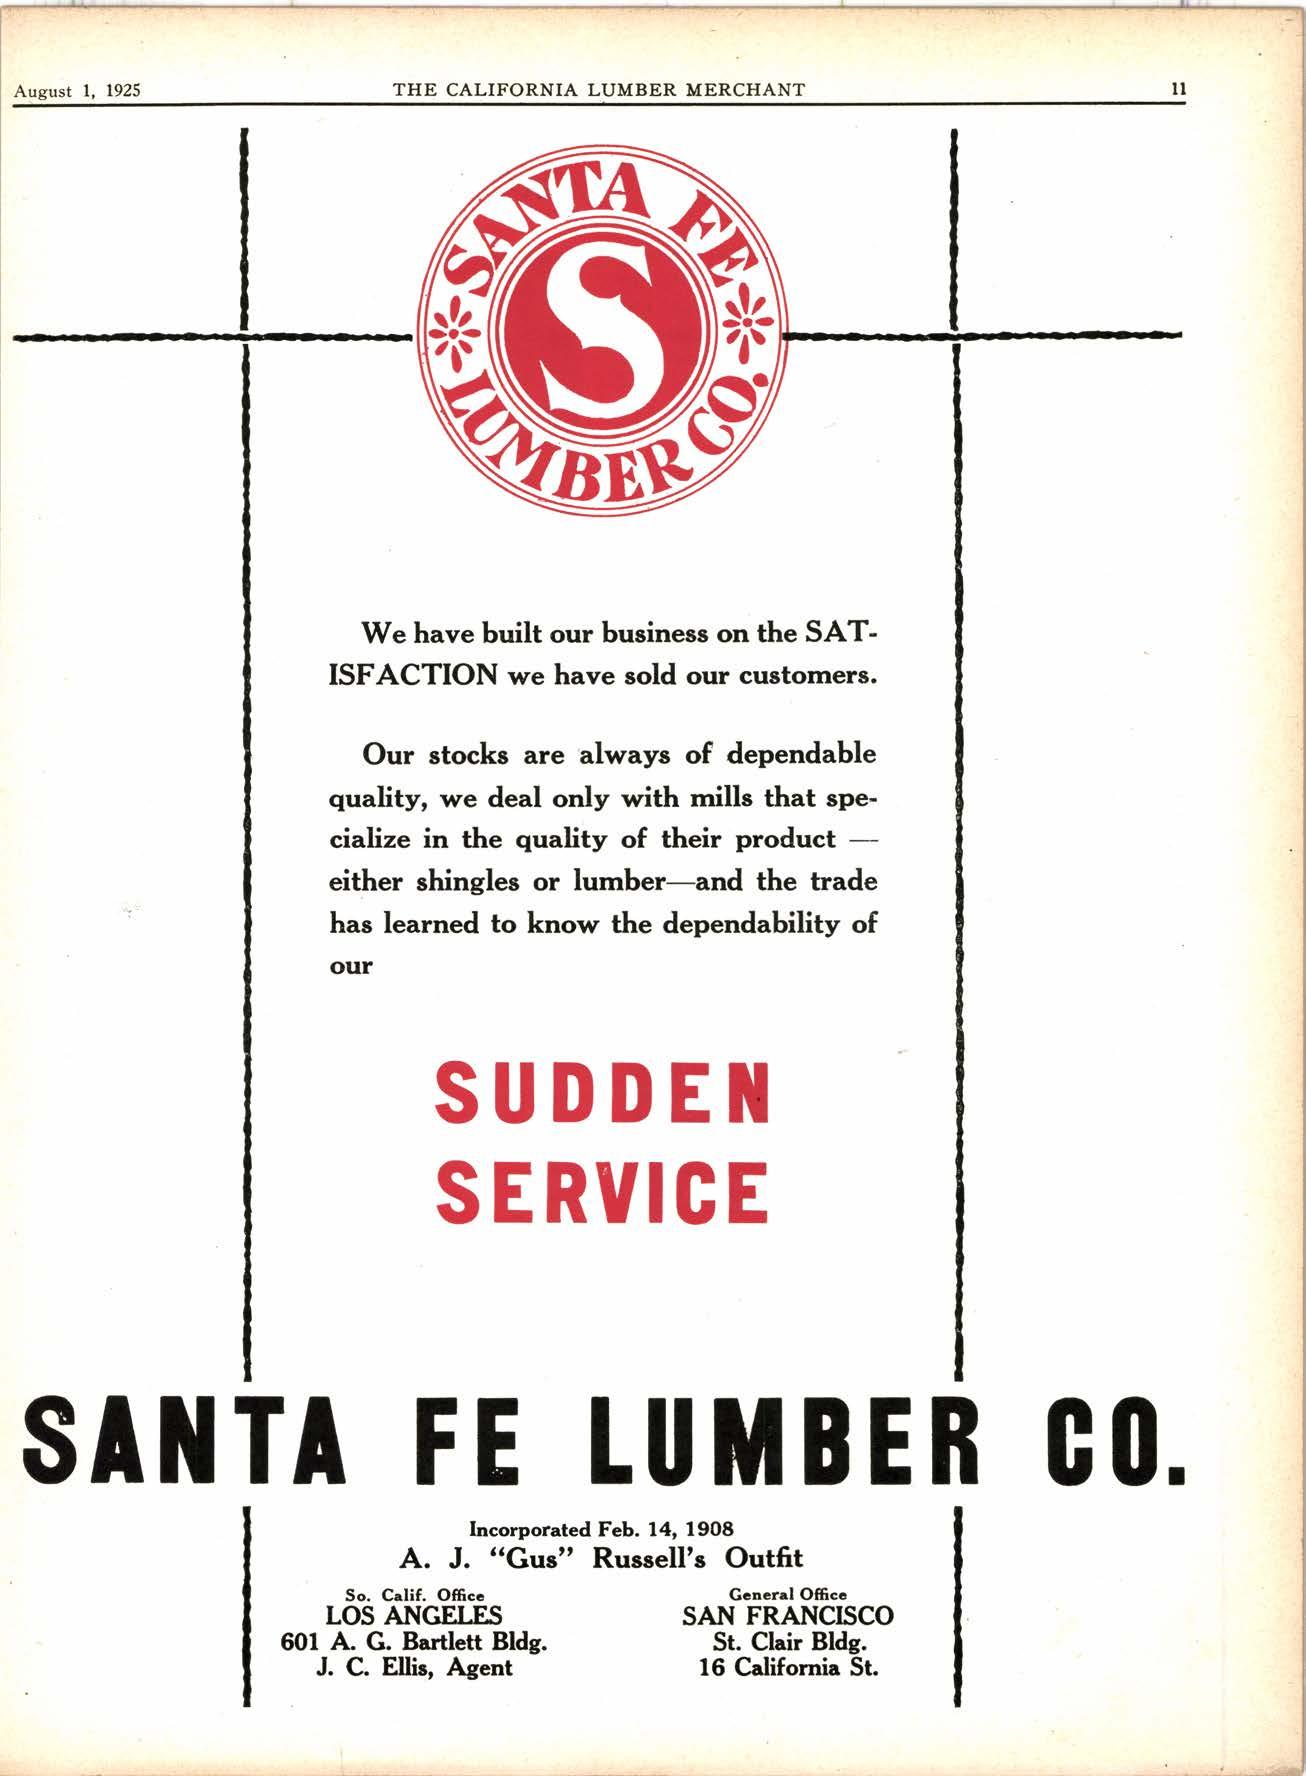 August 1, 1925 THE CALIFORNIA LUMBER MERCHANT 11
SANTA FE
S
LUMBER CO.
We have built our business on the SAT-
ISFACTION we have sold our customers.
Our stocks are always of dependable
quality, we deal only with mills that spe-
cialize in the quality of their product —
either shingles or lumber—and the trade
has learned to know the dependability of
our
SUDDEN
SERVICE
SANTA FE LUMBER CO.
Incorporated Feb. 14, 1908
A. J. “Gus” Russell’s Outfit
So. Calif. Office
LOS ANGELES
601 A. G. Bartlett Bldg.
J. C. Ellis, Agent
General Office
SAN FRANCISCO
St. Clair Bldg.
16 California St.